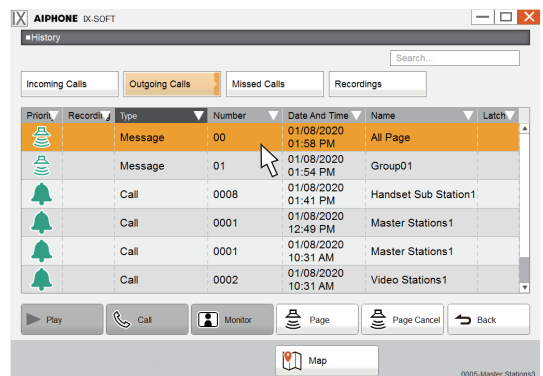 AIPHONE IX-SOFT
■History
Search...
Incoming Calls Outgoing Calls Missed Calls Recordings
Priority Recording Type Number Date And Time Name Latch
Message 00 01/08/2020 01:58 PM All Page
Message 01 01/08/2020 01:54 PM Group01
Call 0008 01/08/2020 01:41 PM Handset Sub Station1
Call 0001 01/08/2020 12:49 PM Master Stations1
Call 0001 01/08/2020 10:31 AM Master Stations1
Call 0002 01/08/2020 10:31 AM Video Stations1
Play Call Monitor Page Page Cancel Back
Map
0005-Master Stations3